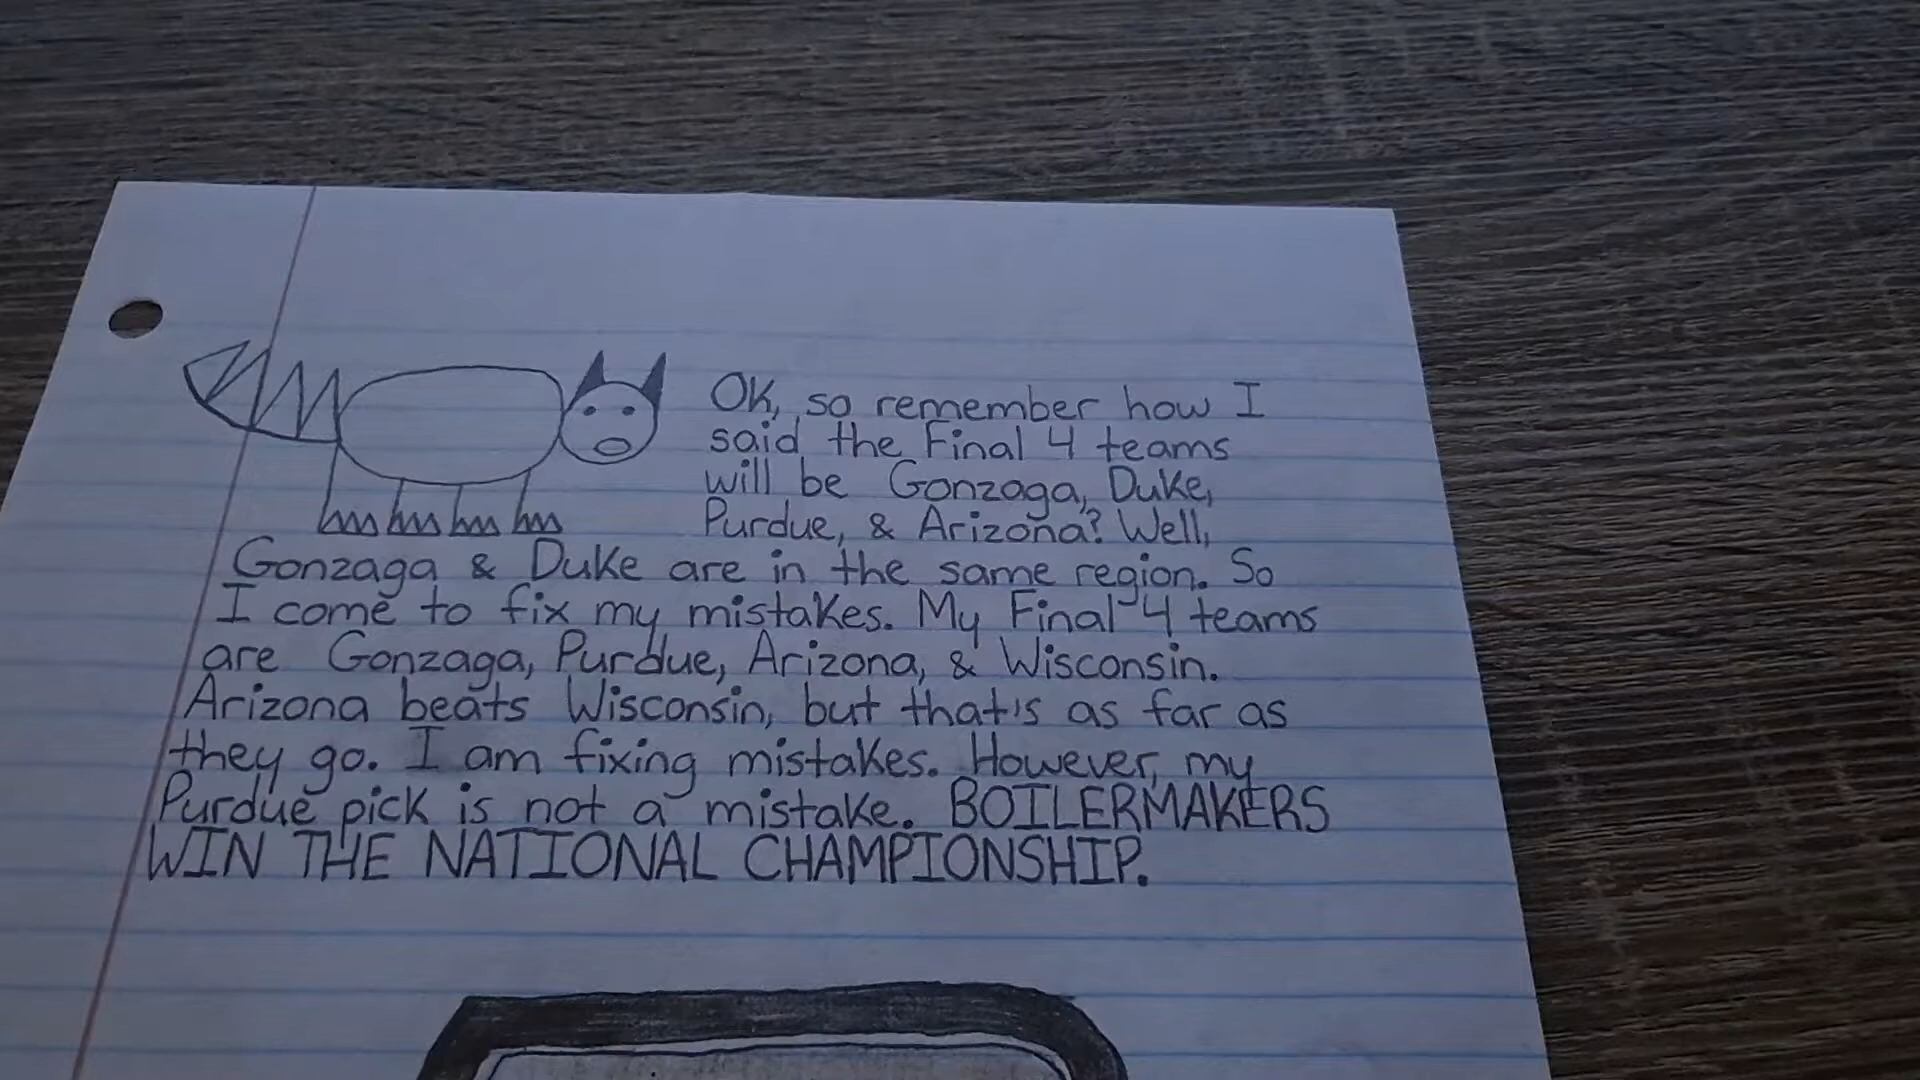 OK, so remember how I
said the Final 4 teams
will be Gonzaga, Duke,
Purdue, & Arizona? Well,
Gonzaga & Duke are in the same region. So
I come to fix my mistakes. My Final 4 teams
are Gonzaga, Purdue, Arizona, & Wisconsin.
Arizona beats Wisconsin, but that's as far as
they go. I am fixing mistakes. However, my
Purdue pick is not a mistake. BOILERMAKERS
WIN THE NATIONAL CHAMPIONSHIP.